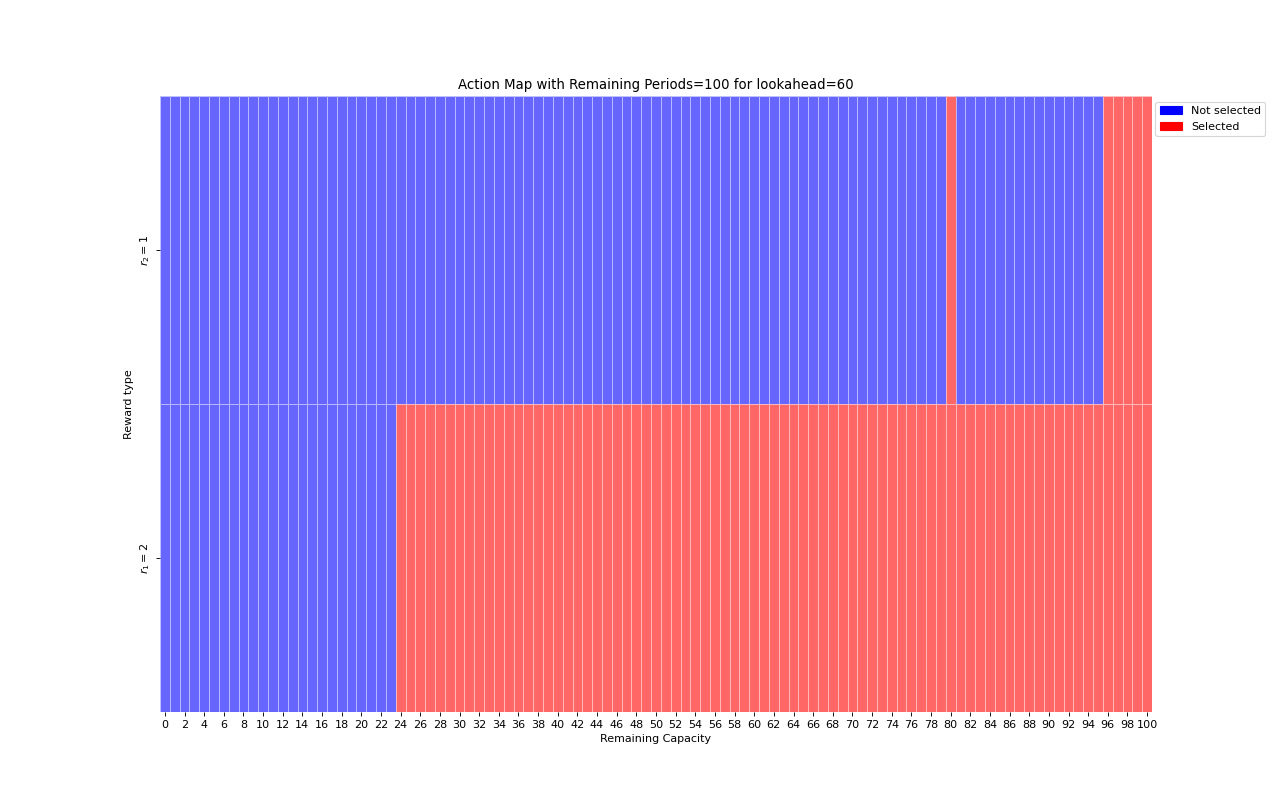 Action Map with Remaining Periods=100 for lookahead=60
Not selected
Selected
r₂ = 1
Reward type
r₁ = 2
0 2 4 6 8 10 12 14 16 18 20 22 24 26 28 30 32 34 36 38 40 42 44 46 48 50 52 54 56 58 60 62 64 66 68 70 72 74 76 78 80 82 84 86 88 90 92 94 96 98 100
Remaining Capacity